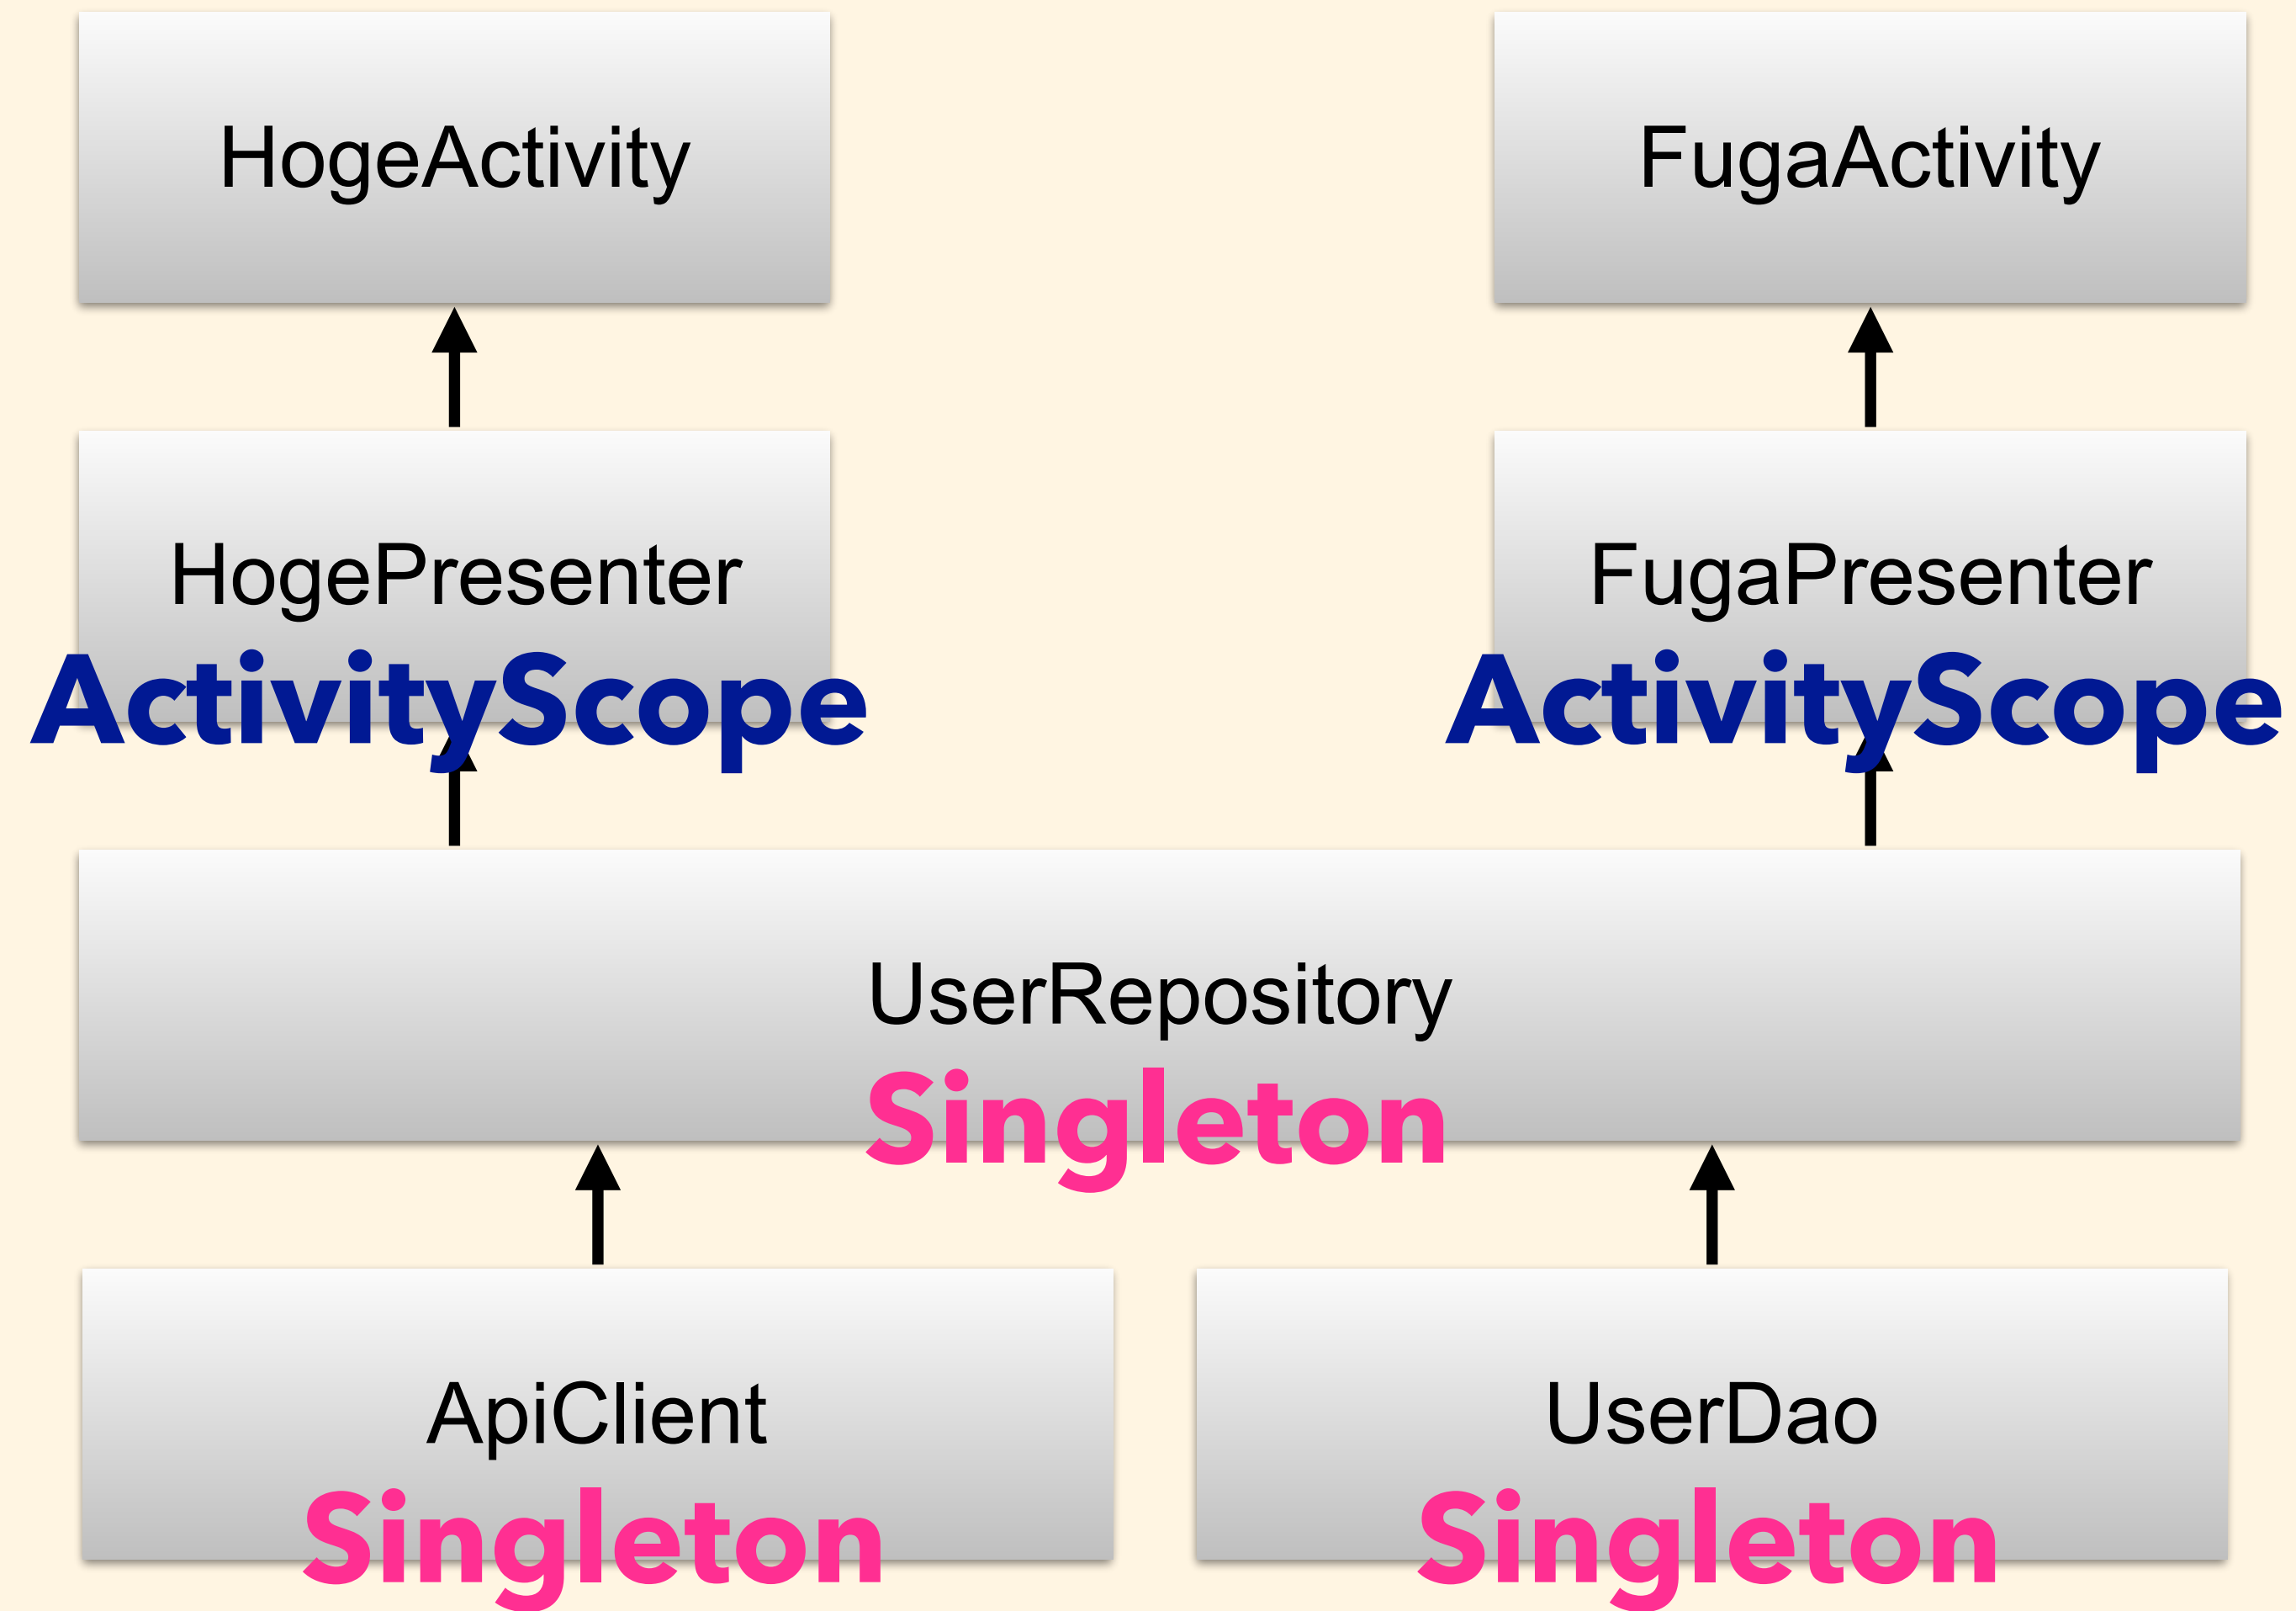 HogeActivity
FugaActivity
HogePresenter
FugaPresenter
ActivityScope
ActivityScope
UserRepository
Singleton
ApiClient
UserDao
Singleton
Singleton